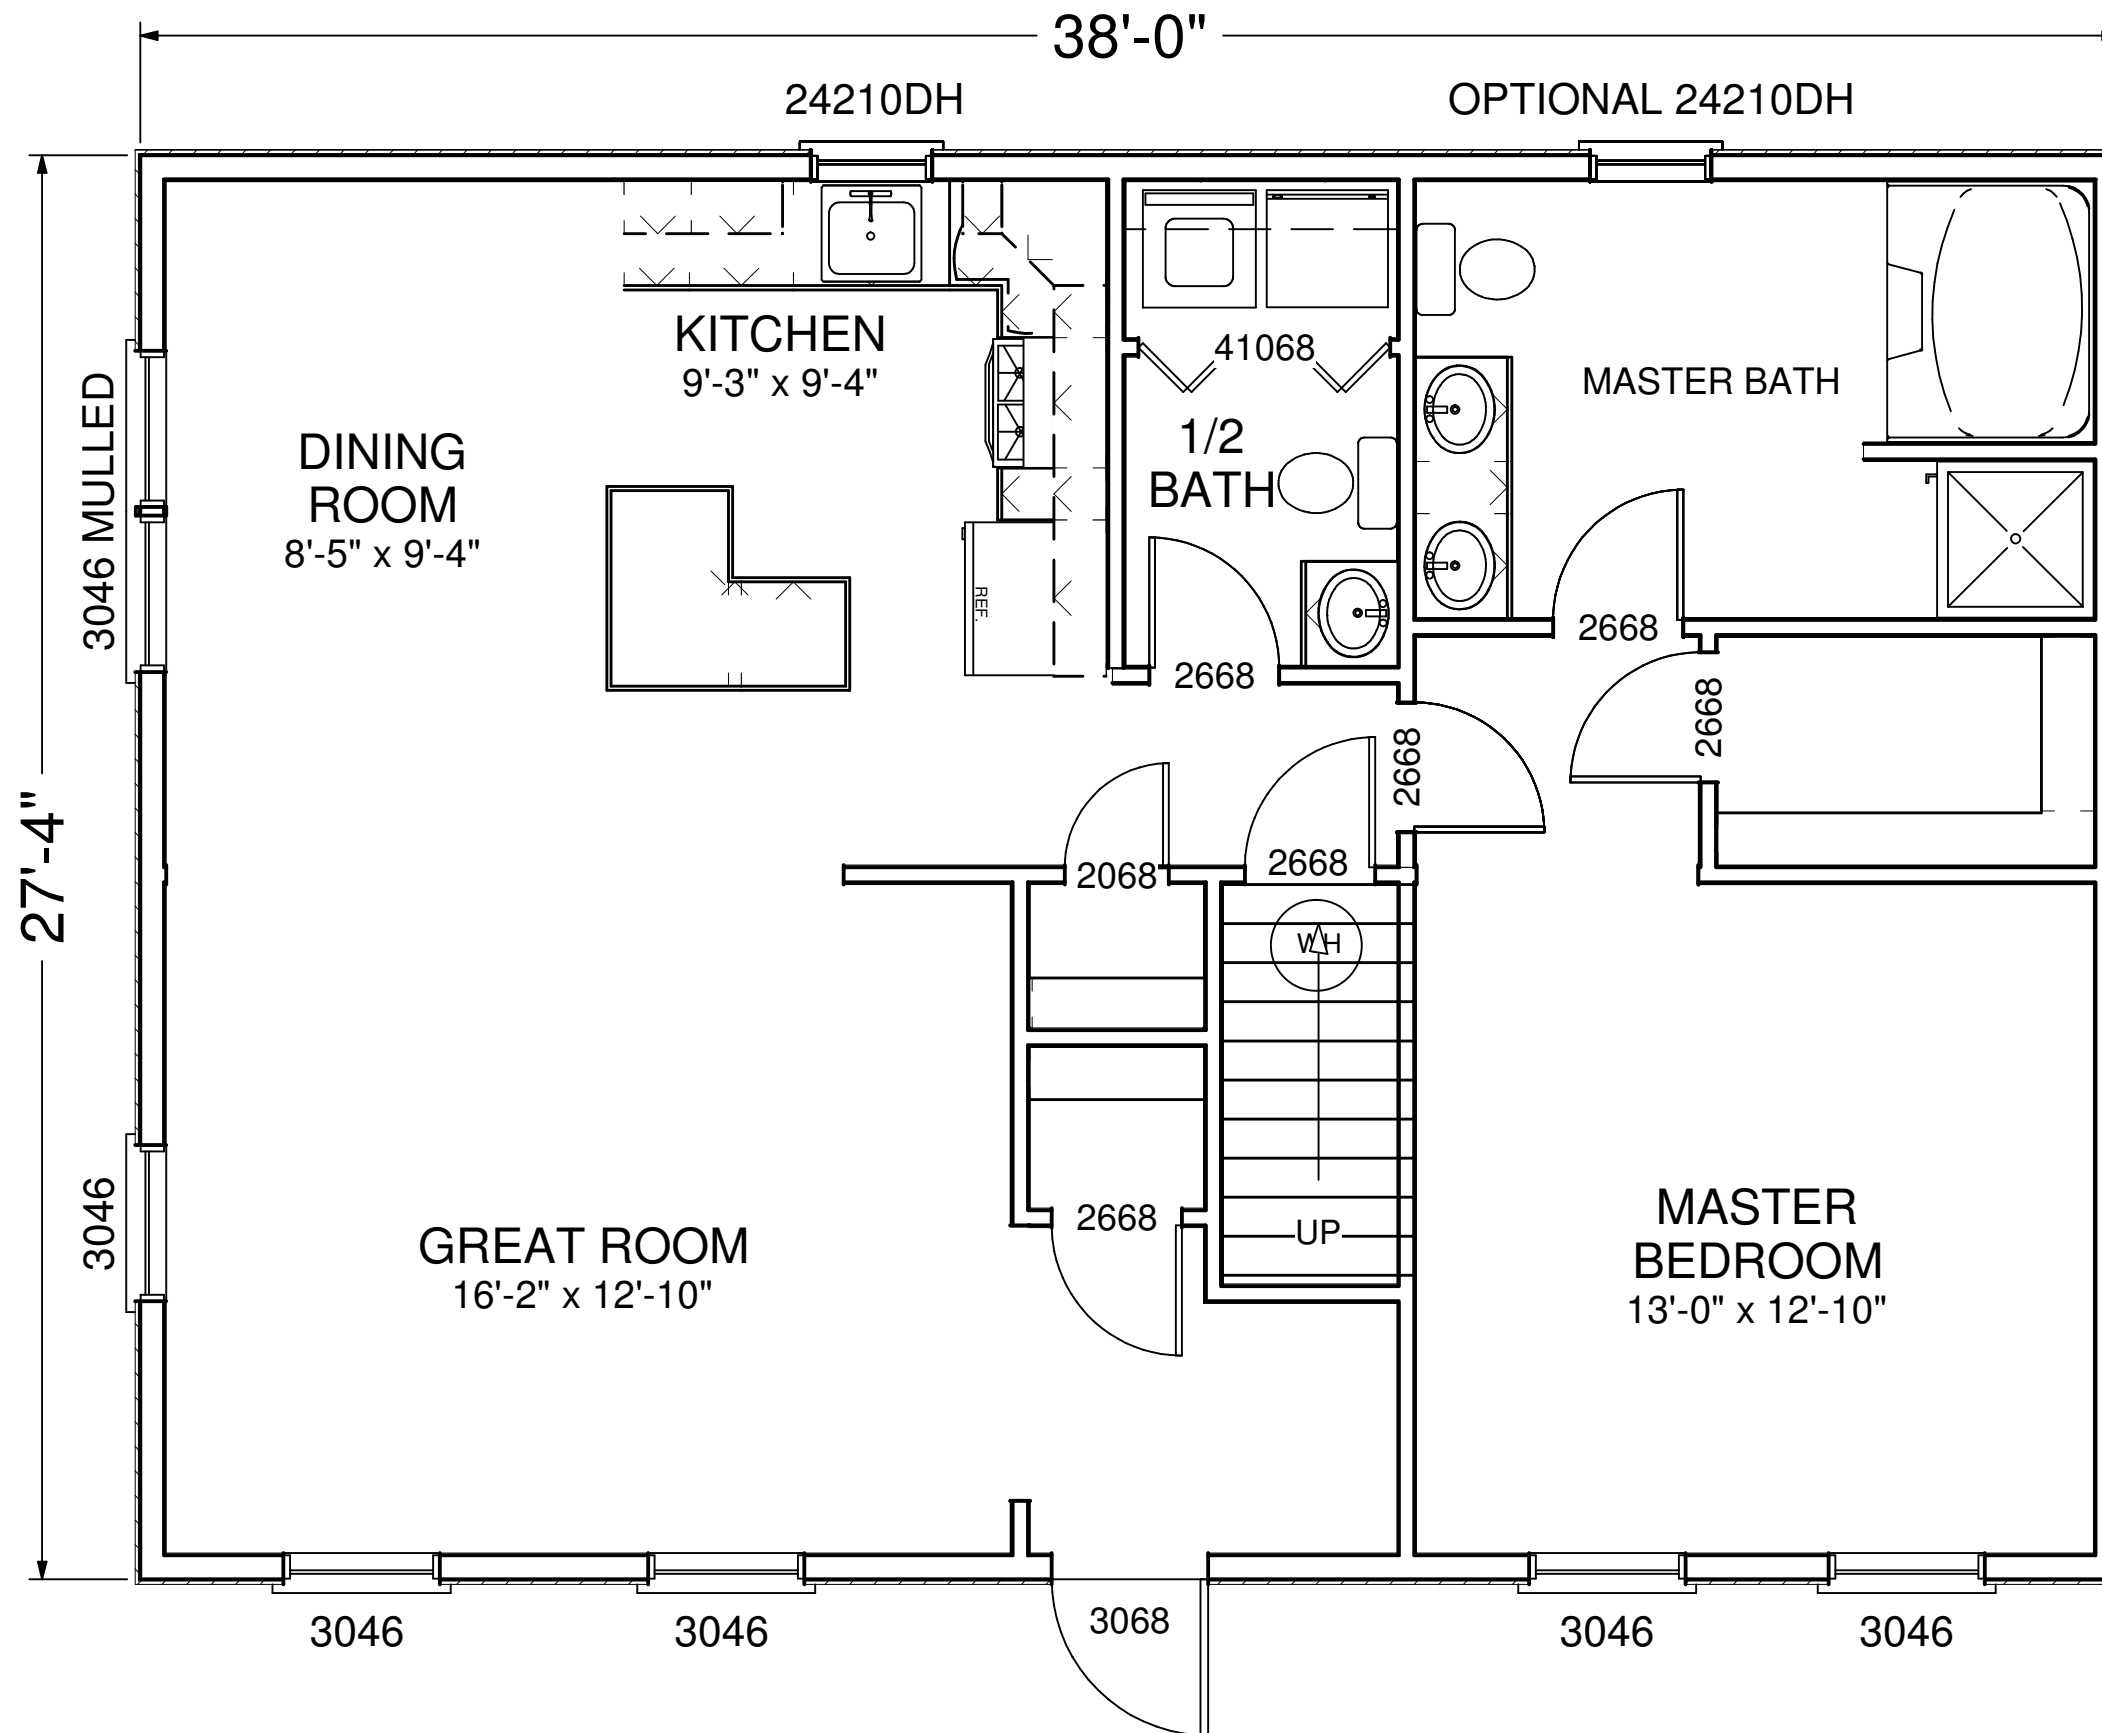 38'-0"
24210DH
OPTIONAL 24210DH
KITCHEN
9'-3" x 9'-4"
41068
MASTER BATH
3046 MULLED
DINING
ROOM
8'-5" x 9'-4"
1/2
BATH
REF.
2668
2668
2668
2668
27'-4"
2068
2668
WH
3046
2668
UP
GREAT ROOM
16'-2" x 12'-10"
MASTER
BEDROOM
13'-0" x 12'-10"
3046
3046
3068
3046
3046